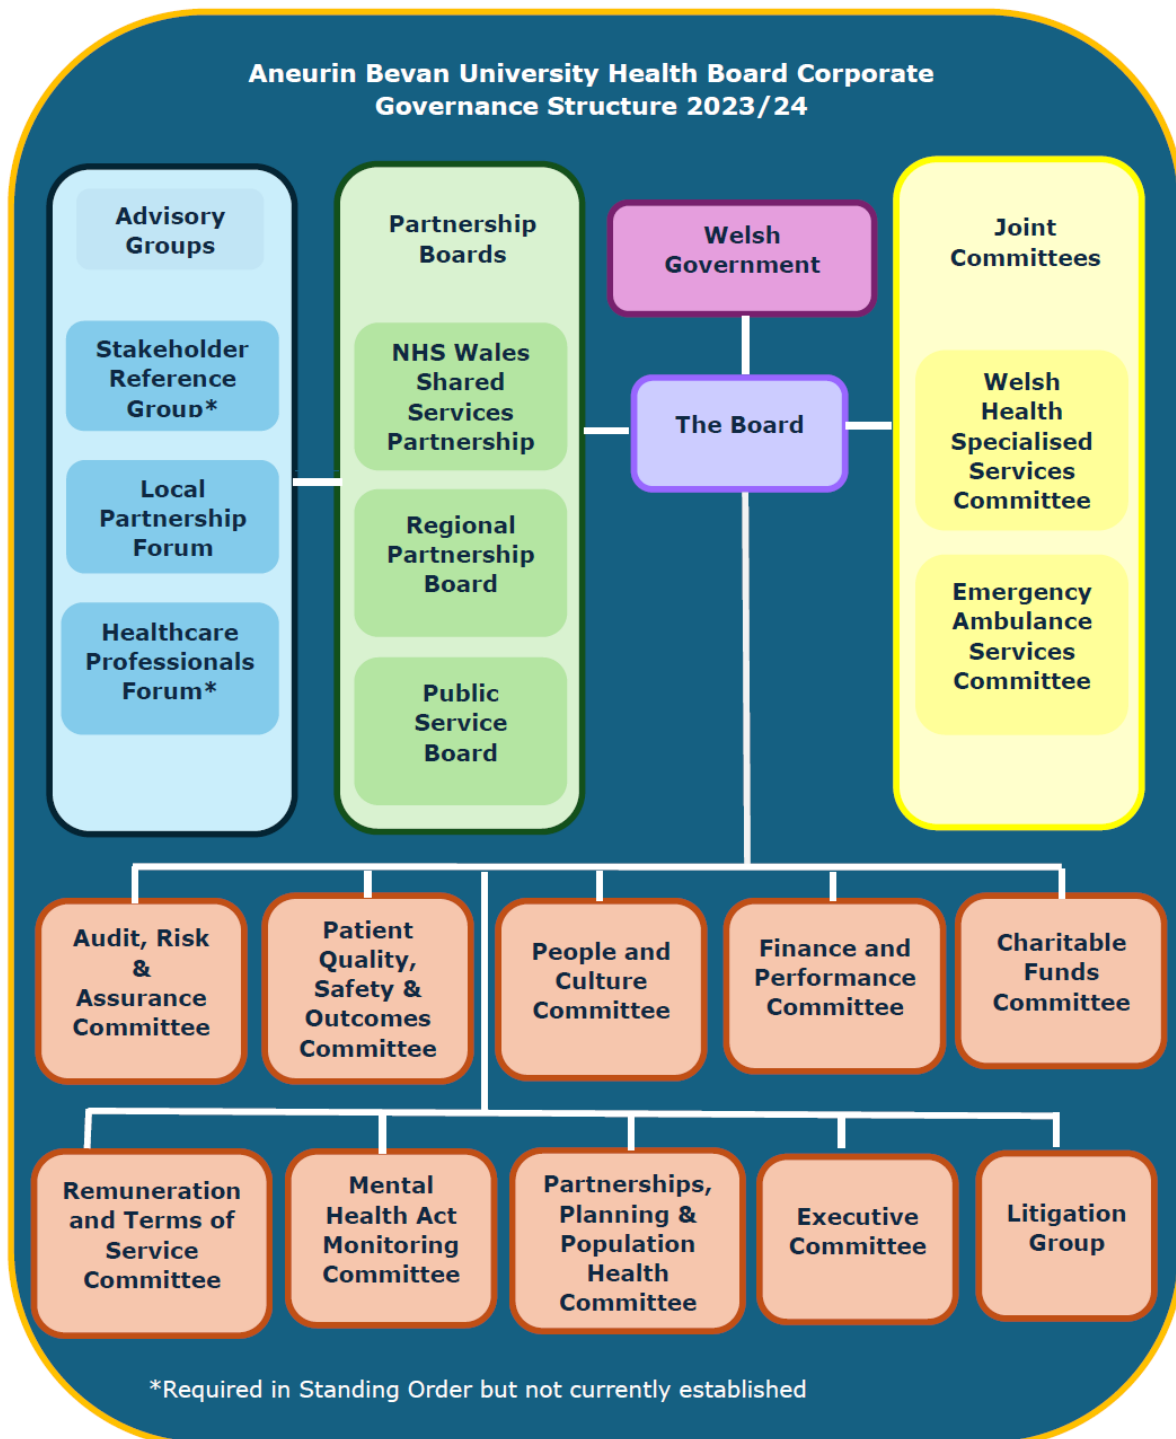 Aneurin Bevan University Health Board Corporate
Governance Structure 2023/24
Advisory
Groups
Stakeholder
Reference
Group*
Local
Partnership
Forum
Healthcare
Professionals
Forum*
Partnership
Boards
NHS Wales
Shared
Services
Partnership
Regional
Partnership
Board
Public
Service
Board
Welsh
Government
The Board
Joint
Committees
Welsh
Health
Specialised
Services
Committee
Emergency
Ambulance
Services
Committee
Audit, Risk
&
Assurance
Committee
Patient
Quality,
Safety &
Outcomes
Committee
People and
Culture
Committee
Finance and
Performance
Committee
Charitable
Funds
Committee
Remuneration
and Terms of
Service
Committee
Mental
Health Act
Monitoring
Committee
Partnerships,
Planning &
Population
Health
Committee
Executive
Committee
Litigation
Group
*Required in Standing Order but not currently established